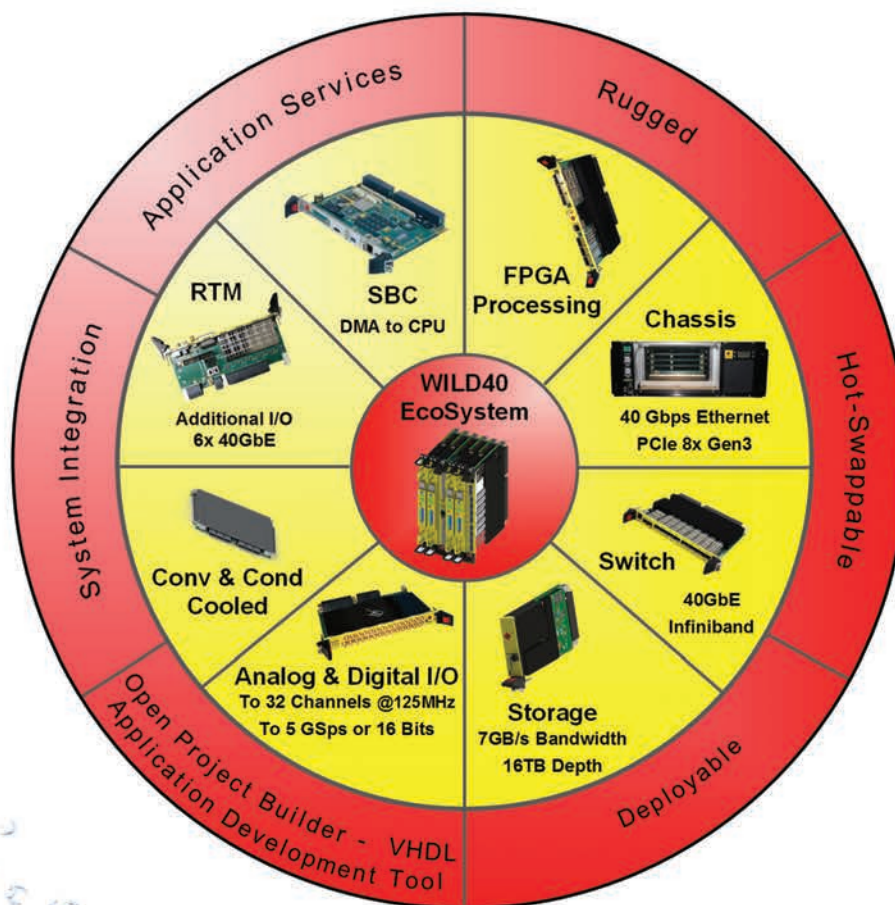 Application Services
Rugged
Hot-Swappable
Deployable
Open Project Builder - VHDL
Application Development Tool
System Integration
WILD40
EcoSystem
SBC
DMA to CPU
FPGA
Processing
Chassis
40 Gbps Ethernet
PCIe 8x Gen3
Switch
40GbE
Infiniband
Storage
7GB/s Bandwidth
16TB Depth
Analog & Digital I/O
To 32 Channels @125MHz
To 5 GSps or 16 Bits
Conv & Cond
Cooled
RTM
Additional I/O
6x 40GbE